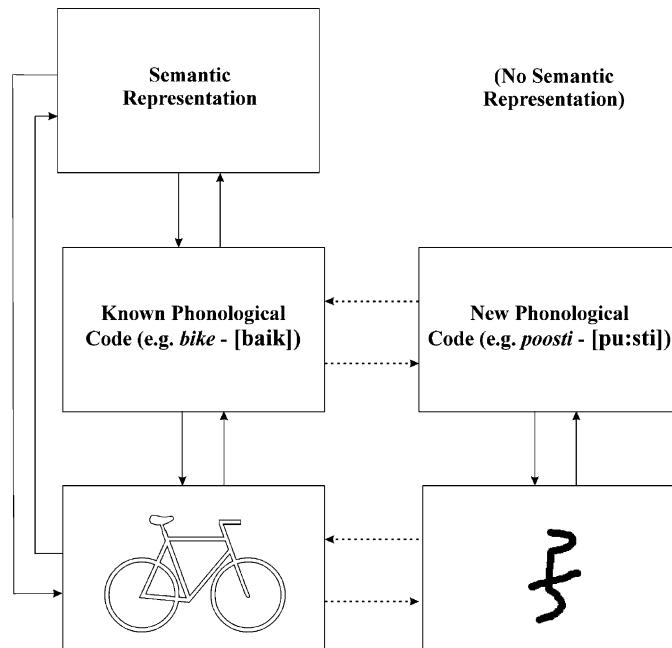 Semantic
Representation
(No Semantic
Representation)
Known Phonological
Code (e.g. bike - [baik])
New Phonological
Code (e.g. poosti - [pu:sti])